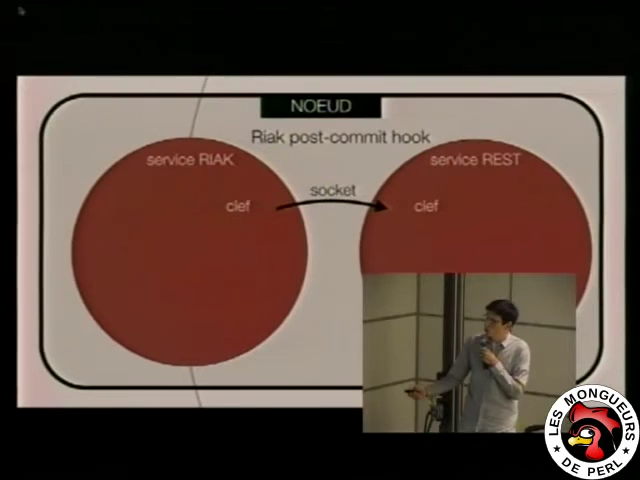 NOEUD
Riak post-commit hook
service RIAK
service REST
socket
clef
clef
LES MONGUEURS
DE PERL